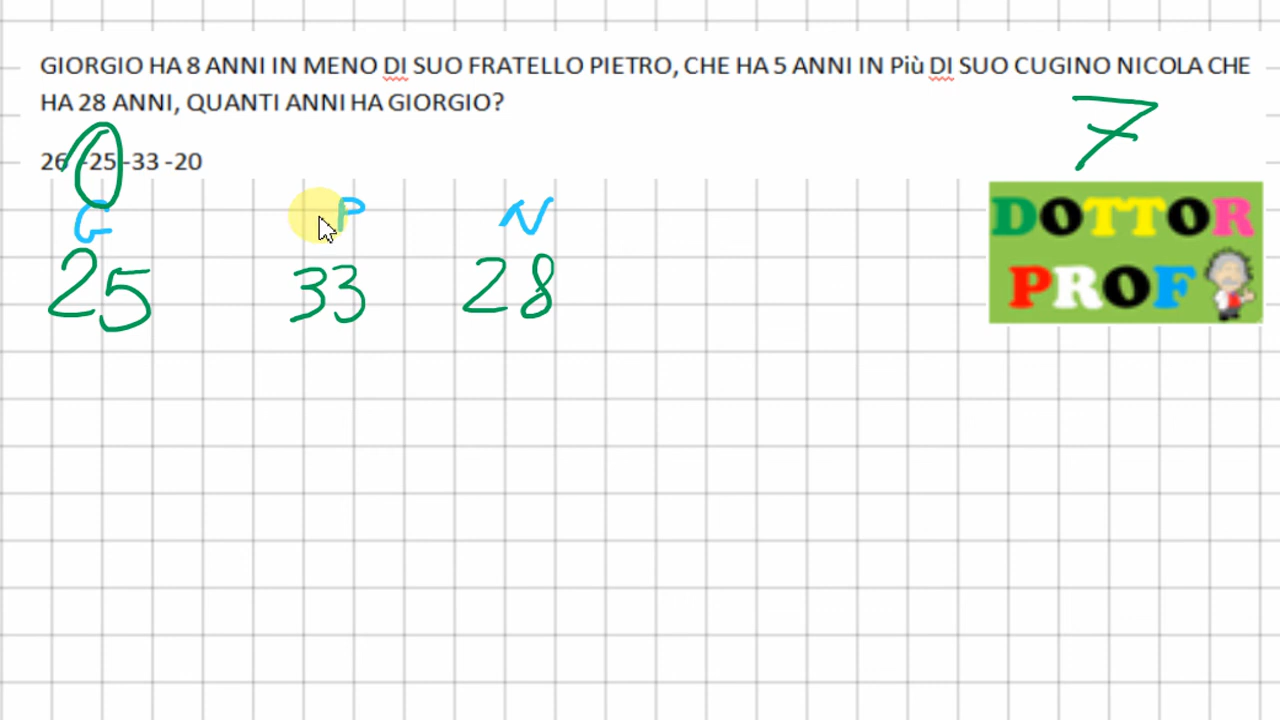 GIORGIO HA 8 ANNI IN MENO DI SUO FRATELLO PIETRO, CHE HA 5 ANNI IN Più DI SUO CUGINO NICOLA CHE
HA 28 ANNI, QUANTI ANNI HA GIORGIO?
7
26 -25 -33 -20
G P N
25 33 28
DOTTOR
PROF